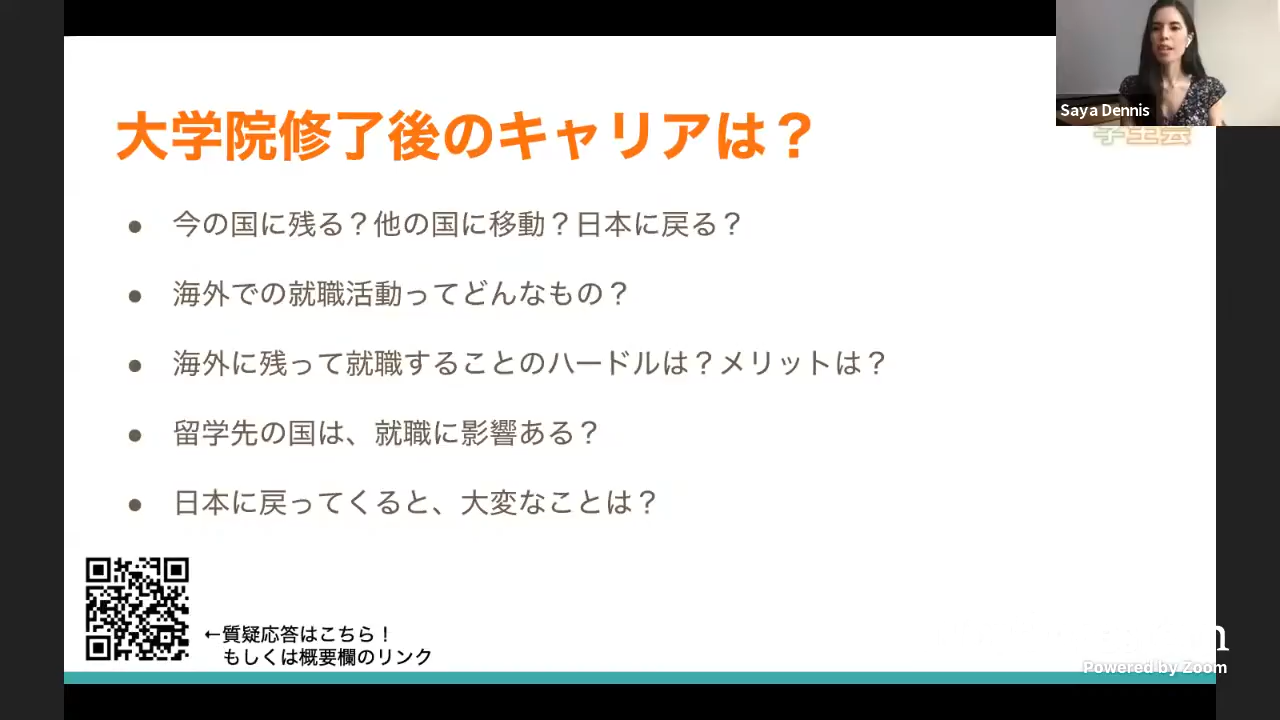 Saya Dennis
大学院修了後のキャリアは？
● 今の国に残る？他の国に移動？日本に戻る？
● 海外での就職活動ってどんなもの？
● 海外に残って就職することのハードルは？メリットは？
● 留学先の国は、就職に影響ある？
● 日本に戻ってくると、大変なことは？
←質疑応答はこちら！
もしくは概要欄のリンク
Powered by Zoom